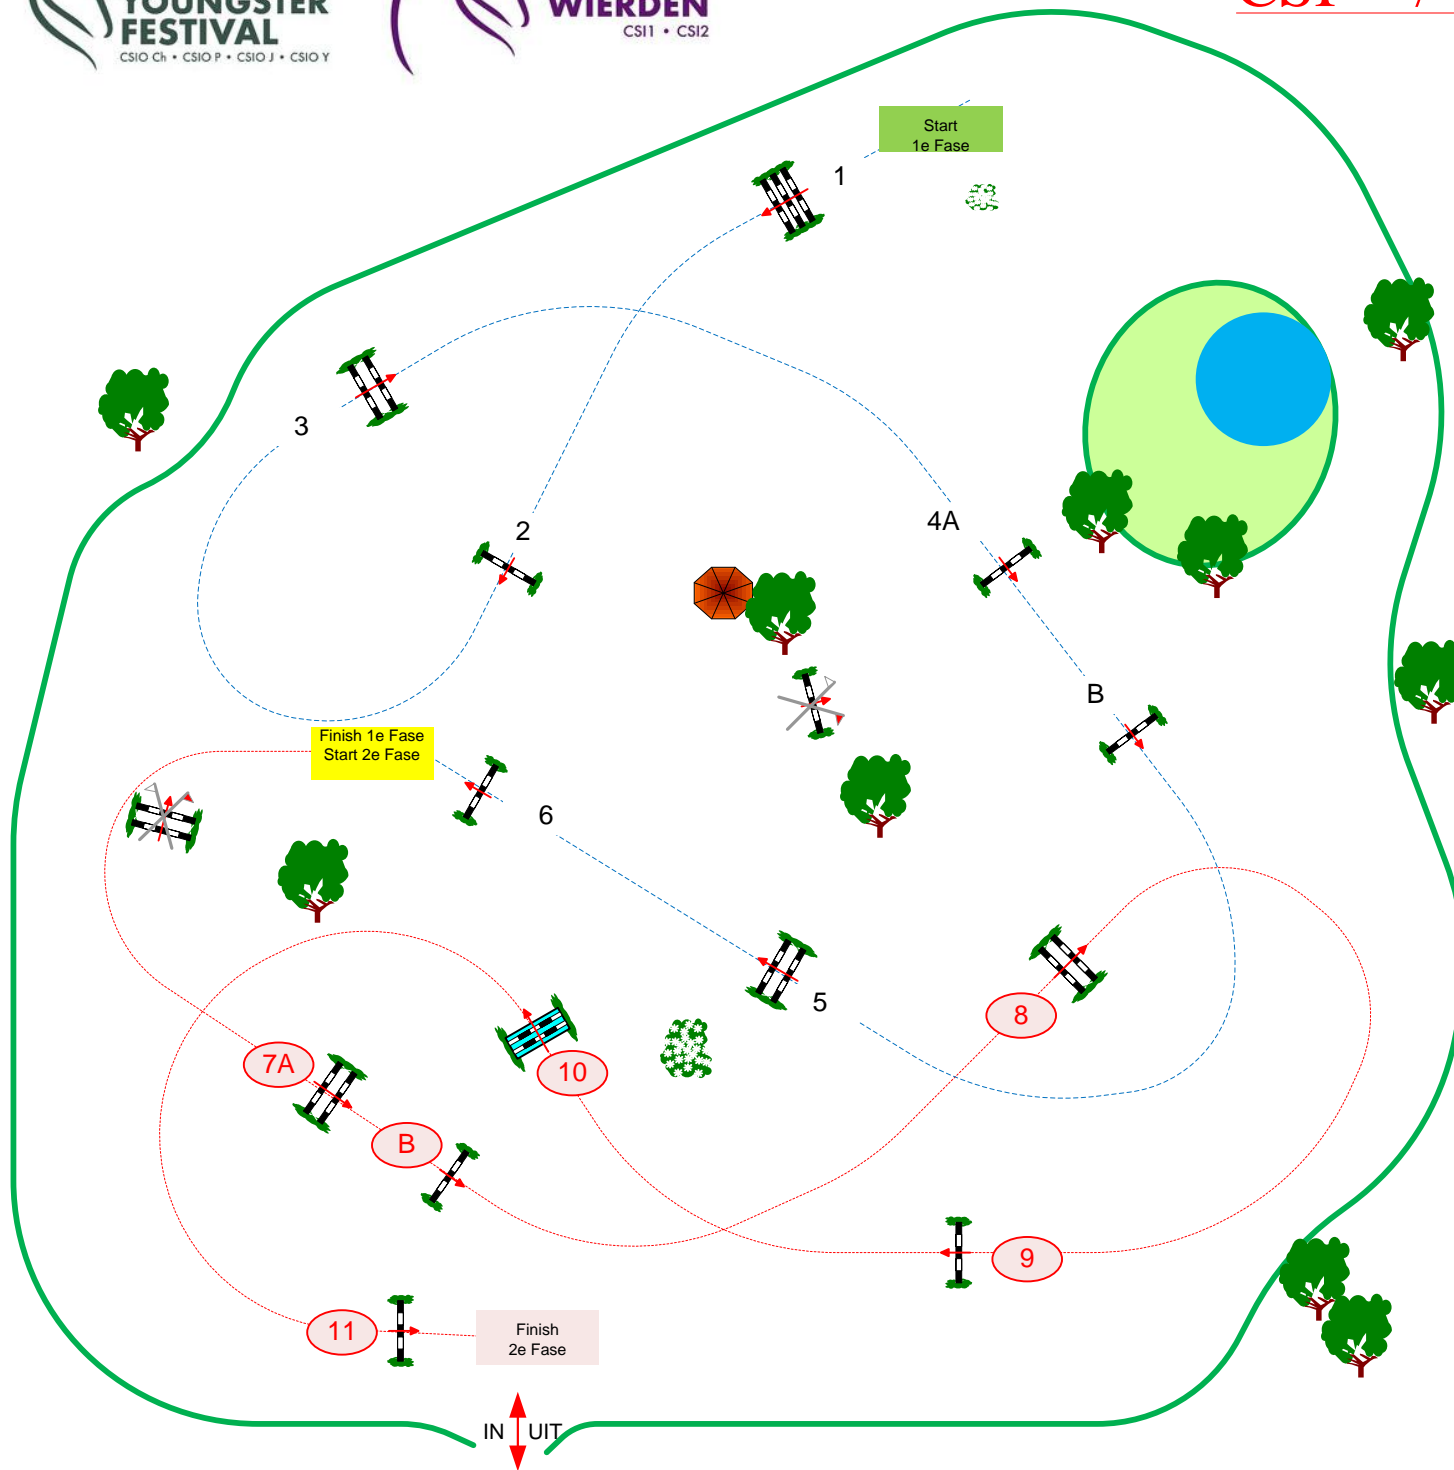 YOUNGSTER
FESTIVAL
CSIO Ch • CSIO P • CSIO J • CSIO Y
WIERDEN
CSI1 • CSI2
Start
1e Fase
1
2
3
4A
B
Finish 1e Fase
Start 2e Fase
6
5
8
7A
10
B
9
11
Finish
2e Fase
IN UIT